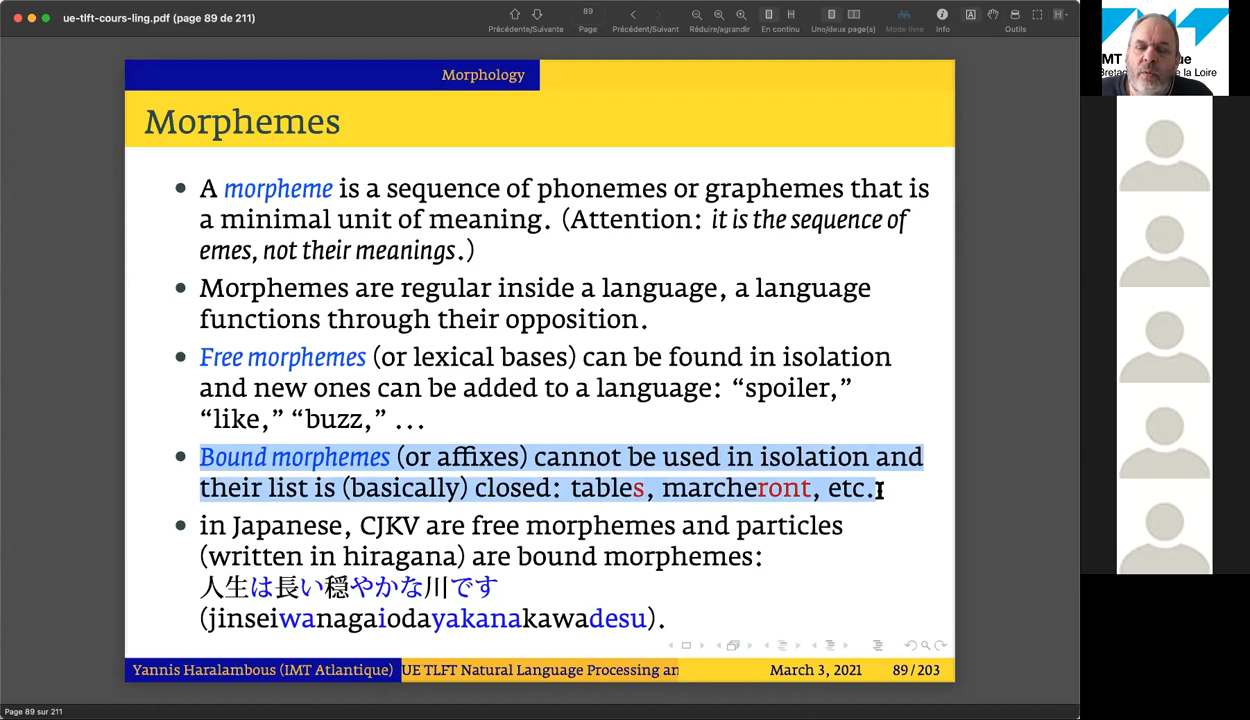 ue-tlft-cours-ling.pdf (page 89 de 211)
89
Précédente/Suivante
Page
Précédent/Suivant
Réduire/agrandir
En continu
Uno/deux page(s)
Mode livre
Info
Outils
Morphology
Morphemes
A morpheme is a sequence of phonemes or graphemes that is
a minimal unit of meaning. (Attention: it is the sequence of
emes, not their meanings.)
Morphemes are regular inside a language, a language
functions through their opposition.
Free morphemes (or lexical bases) can be found in isolation
and new ones can be added to a language: “spoiler,”
“like,” “buzz,” ...
Bound morphemes (or affixes) cannot be used in isolation and
their list is (basically) closed: tables, marcheront, etc.
in Japanese, CJKV are free morphemes and particles
(written in hiragana) are bound morphemes:
人生は長い穏やかな川です
(jinseiwanagaiodayakanakawadesu).
Yannis Haralambous (IMT Atlantique)
UE TLFT Natural Language Processing an
March 3, 2021
89 / 203
Page 89 sur 211